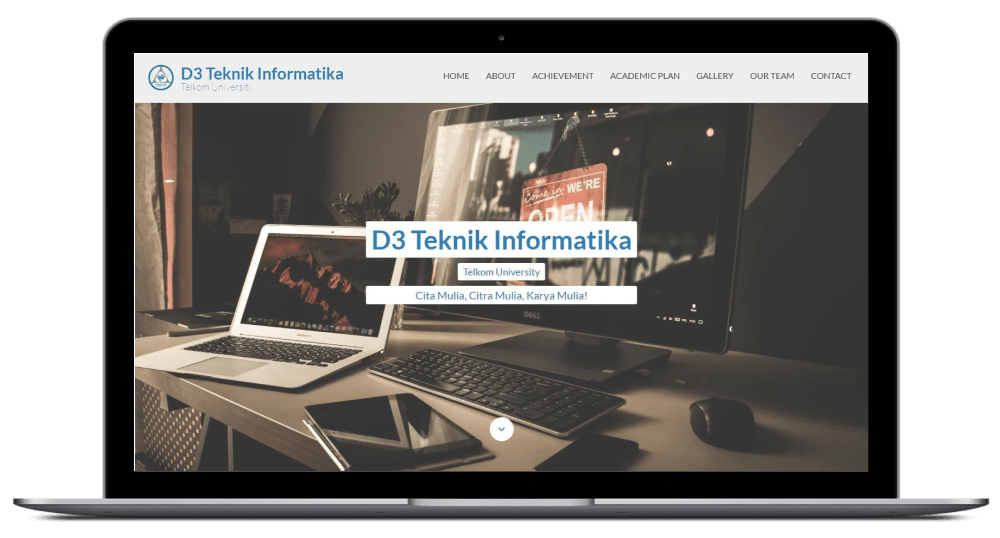 D3 Teknik Informatika
Telkom University
HOME ABOUT ACHIEVEMENT ACADEMIC PLAN GALLERY OUR TEAM CONTACT
Come in WE'RE
OPEN
D3 Teknik Informatika
Telkom University
Cita Mulia, Citra Mulia, Karya Mulia!
DELL